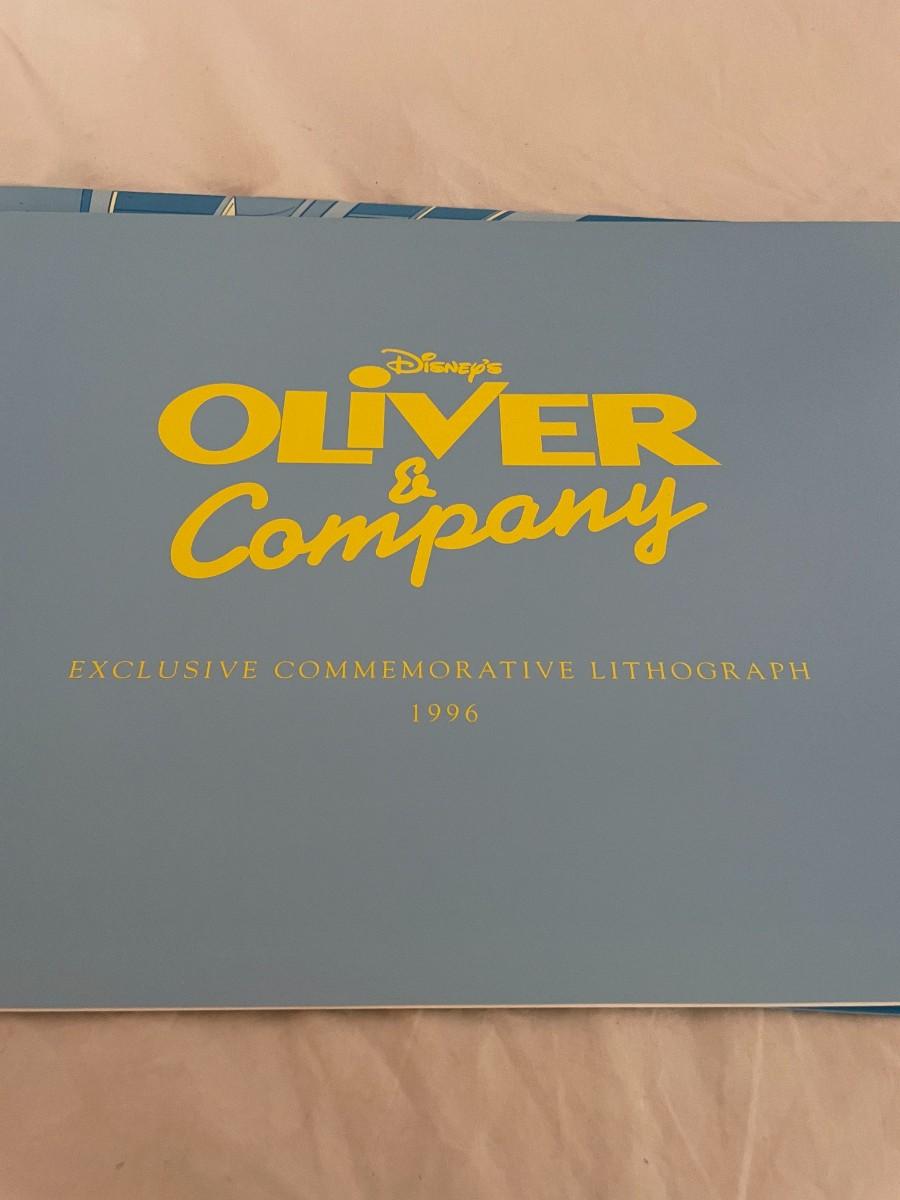 Disney's
OLiVER
&
Company
EXCLUSIVE COMMEMORATIVE LITHOGRAPH
1996